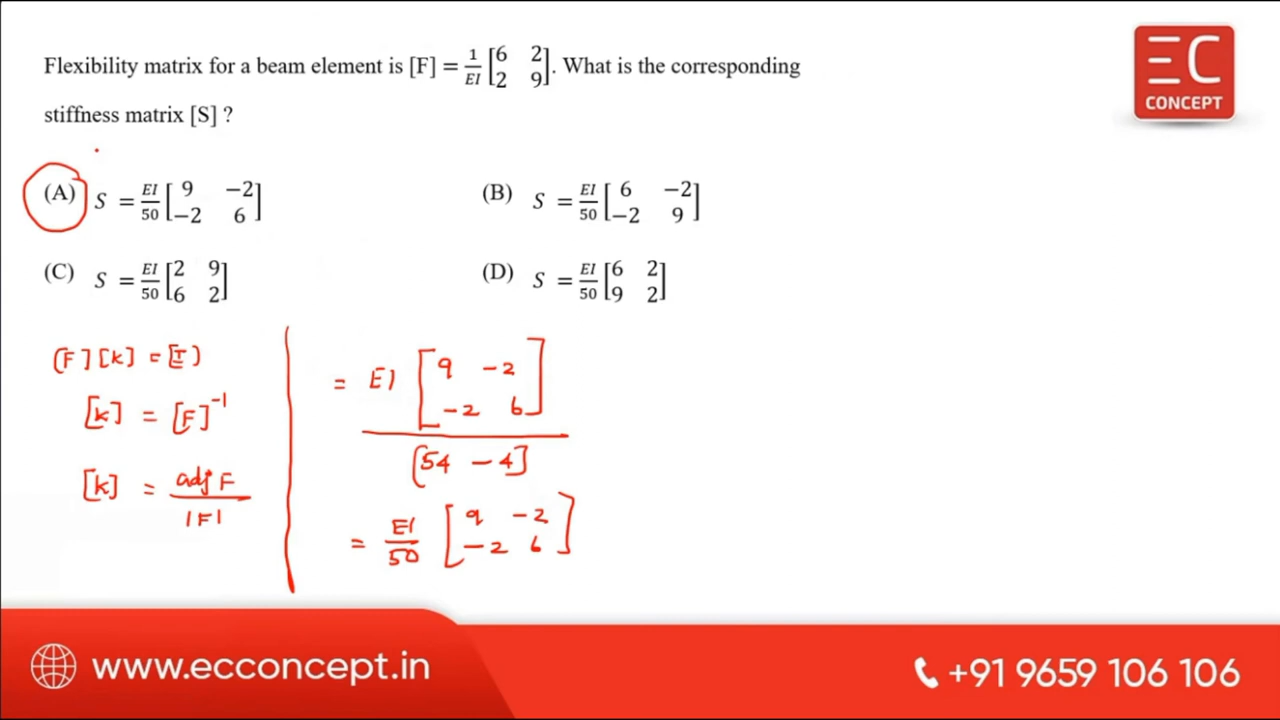 Flexibility matrix for a beam element is [F] = 1/EI [6 2; 2 9]. What is the corresponding
stiffness matrix [S] ?
(A) S = EI/50 [9 −2; −2 6]
(B) S = EI/50 [6 −2; −2 9]
(C) S = EI/50 [2 9; 6 2]
(D) S = EI/50 [6 2; 9 2]
[F] [k] = [I]
[k] = [F]⁻¹
[k] = adj F / |F|
= EI [9 −2; −2 6] / [54 − 4]
= EI/50 [9 −2; −2 6]
EC
CONCEPT
www.ecconcept.in
+91 9659 106 106